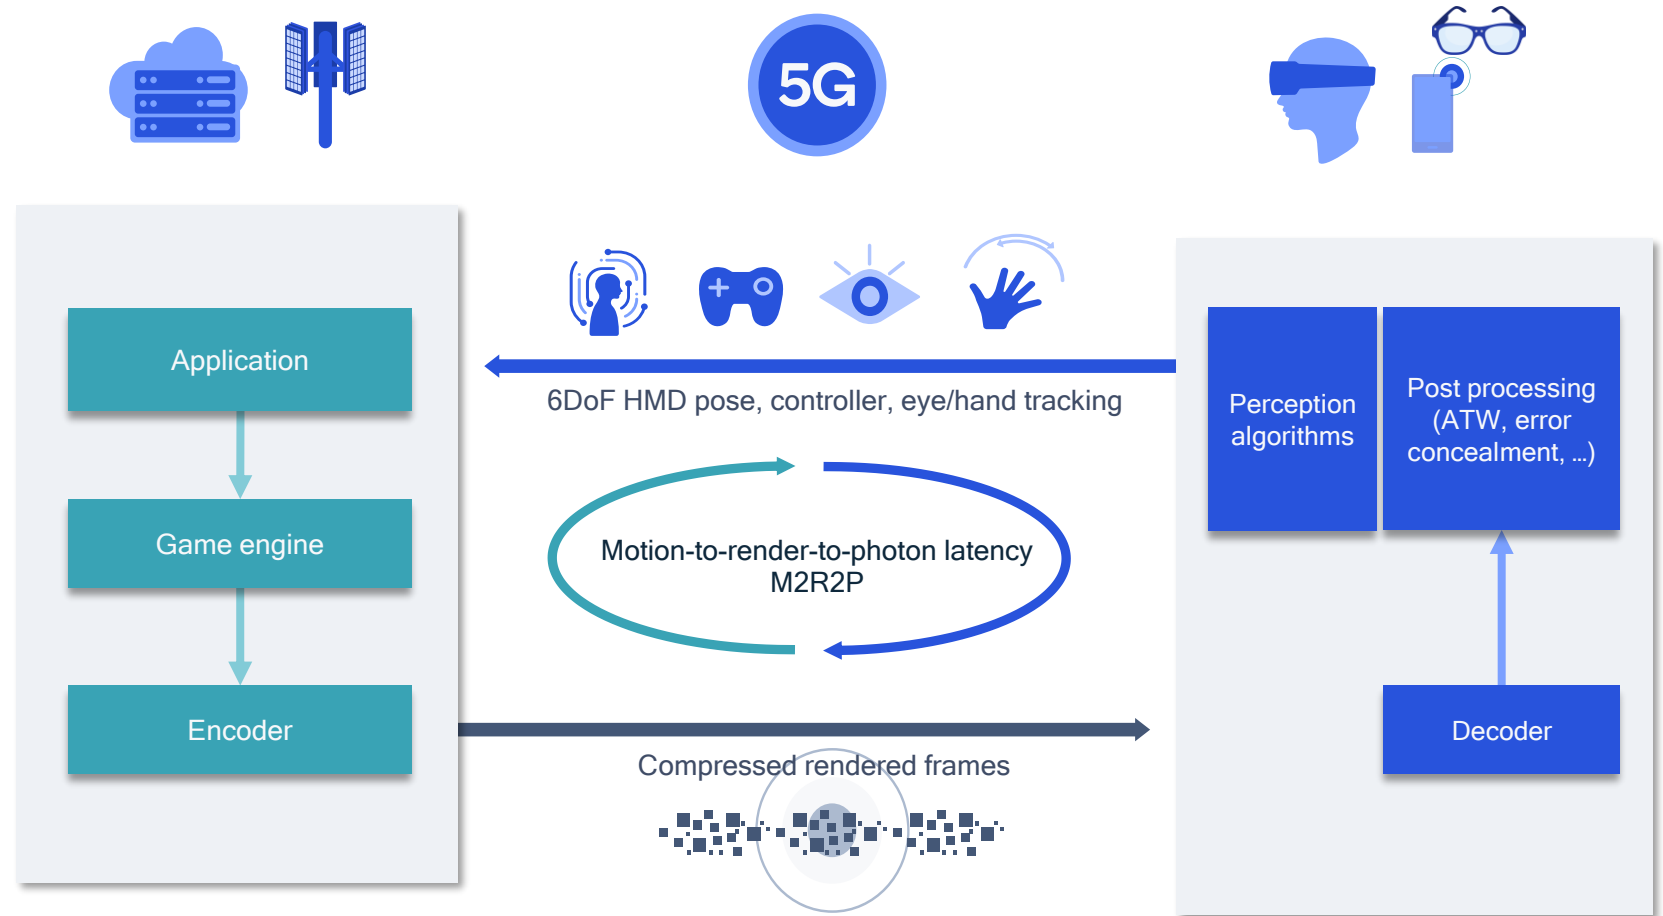 5G
Application
Game engine
Encoder
6DoF HMD pose, controller, eye/hand tracking
Motion-to-render-to-photon latency
M2R2P
Compressed rendered frames
Perception
algorithms
Post processing
(ATW, error
concealment, ...)
Decoder